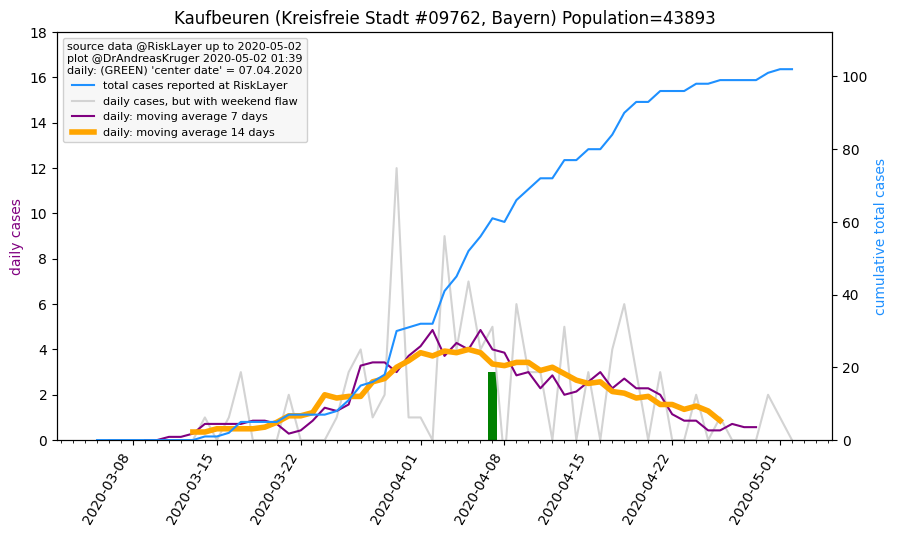 Kaufbeuren (Kreisfreie Stadt #09762, Bayern) Population=43893
source data @RiskLayer up to 2020-05-02
plot @DrAndreasKruger 2020-05-02 01:39
daily: (GREEN) 'center date' = 07.04.2020
total cases reported at RiskLayer
daily cases, but with weekend flaw
daily: moving average 7 days
daily: moving average 14 days
daily cases
18
16
14
12
10
8
6
4
2
0
cumulative total cases
100
80
60
40
20
0
2020-03-08
2020-03-15
2020-03-22
2020-04-01
2020-04-08
2020-04-15
2020-04-22
2020-05-01